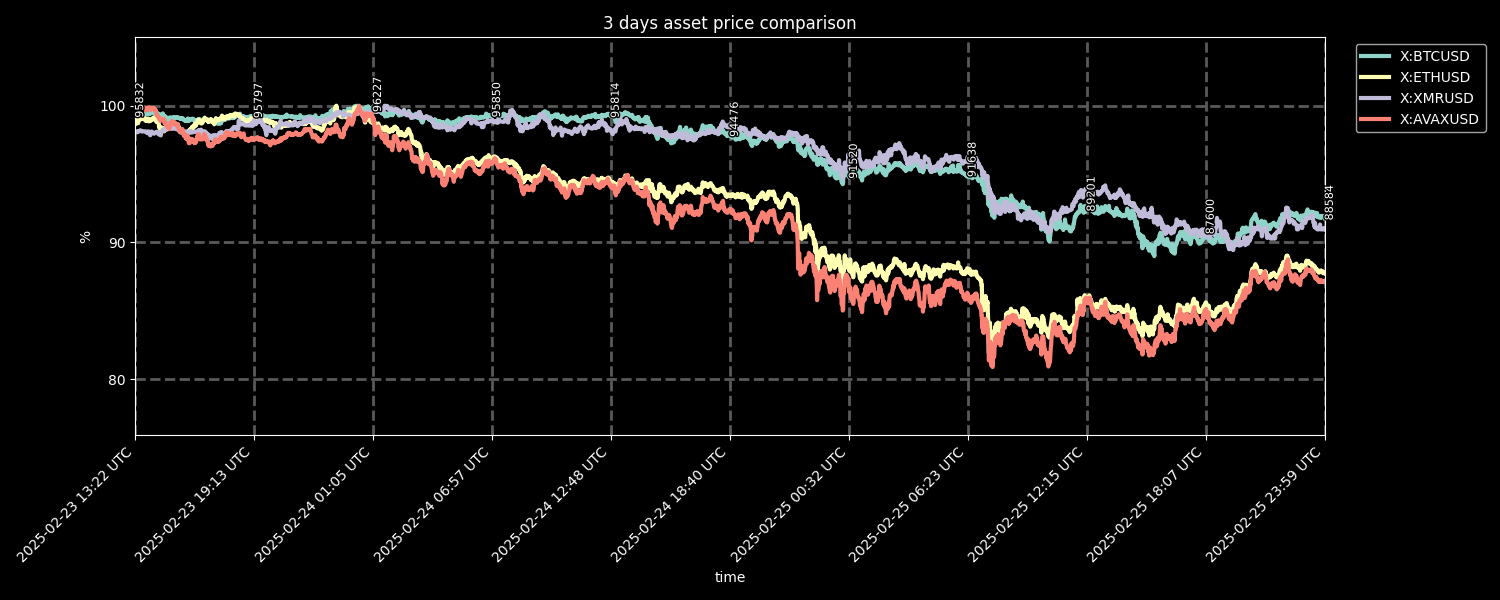 3 days asset price comparison
X:BTCUSD
X:ETHUSD
X:XMRUSD
X:AVAXUSD
%
100
90
80
95832
95797
96227
95850
95814
94476
91520
91638
89201
87600
88584
2025-02-23 13:22 UTC
2025-02-23 19:13 UTC
2025-02-24 01:05 UTC
2025-02-24 06:57 UTC
2025-02-24 12:48 UTC
2025-02-24 18:40 UTC
2025-02-25 00:32 UTC
2025-02-25 06:23 UTC
2025-02-25 12:15 UTC
2025-02-25 18:07 UTC
2025-02-25 23:59 UTC
time